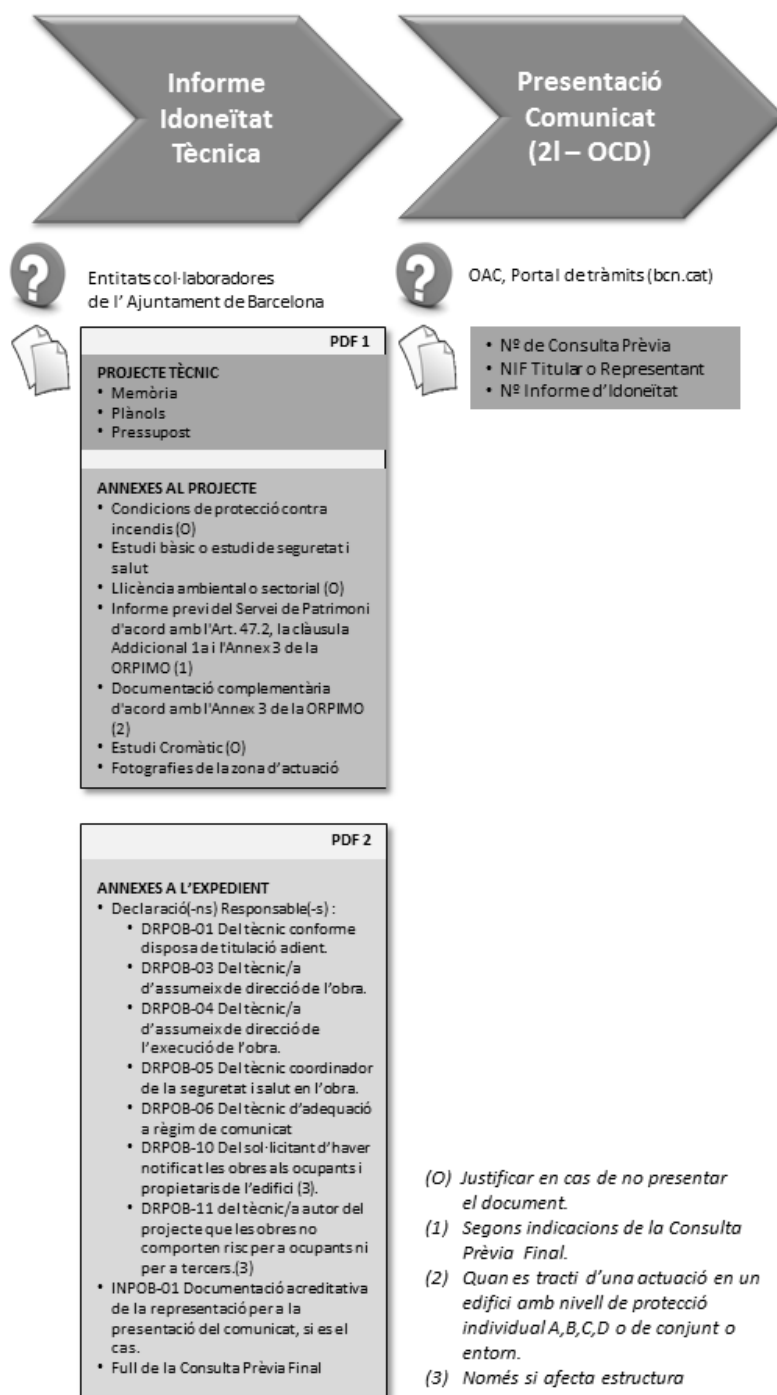 Informe
Idoneïtat
Tècnica
Presentació
Comunicat
(2l – OCD)
Entitats col·laboradores
de l' Ajuntament de Barcelona
OAC, Portal de tràmits (bcn.cat)
PDF 1
PROJECTE TÈCNIC
• Memòria
• Plànols
• Pressupost
• Nº de Consulta Prèvia
• NIF Titular o Representant
• Nº Informe d'Idoneïtat
ANNEXES AL PROJECTE
• Condicions de protecció contra
incendis (O)
• Estudi bàsic o estudi de seguretat i
salut
• Llicència ambiental o sectorial (O)
• Informe previ del Servei de Patrimoni
d'acord amb l'Art. 47.2, la clàusula
Addicional 1a i l'Annex 3 de la
ORPIMO (1)
• Documentació complementària
d'acord amb l'Annex 3 de la ORPIMO
(2)
• Estudi Cromàtic (O)
• Fotografies de la zona d'actuació
PDF 2
ANNEXES A L'EXPEDIENT
• Declaració(-ns) Responsable(-s) :
• DRPOB-01 Del tècnic conforme
disposa de titulació adient.
• DRPOB-03 Del tècnic/a
d'assumeix de direcció de l'obra.
• DRPOB-04 Del tècnic/a
d'assumeix de direcció de
l'execució de l'obra.
• DRPOB-05 Del tècnic coordinador
de la seguretat i salut en l'obra.
• DRPOB-06 Del tècnic d'adequació
a règim de comunicat
• DRPOB-10 Del sol·licitant d'haver
notificat les obres als ocupants i
propietaris de l'edifici (3).
• DRPOB-11 del tècnic/a autor del
projecte que les obres no
comporten risc per a ocupants ni
per a tercers.(3)
• INPOB-01 Documentació acreditativa
de la representació per a la
presentació del comunicat, si es el
cas.
• Full de la Consulta Prèvia Final
(O) Justificar en cas de no presentar
el document.
(1) Segons indicacions de la Consulta
Prèvia Final.
(2) Quan es tracti d'una actuació en un
edifici amb nivell de protecció
individual A,B,C,D o de conjunt o
entorn.
(3) Només si afecta estructura